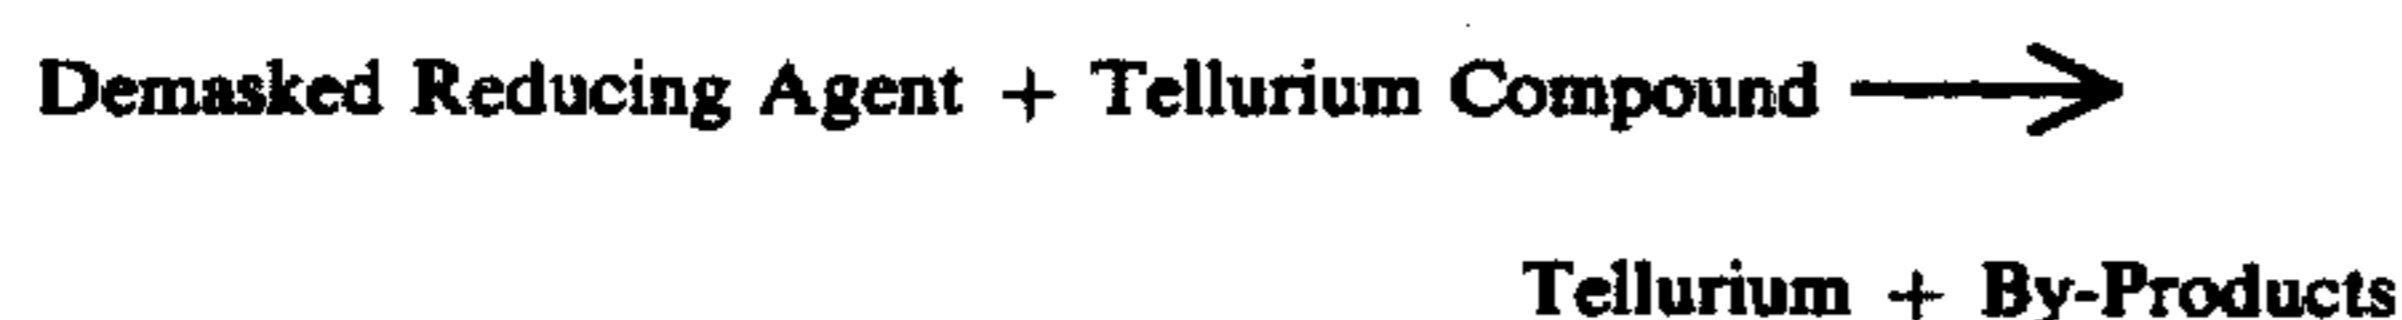 Demasked Reducing Agent + Tellurium Compound ⟶
Tellurium + By-Products